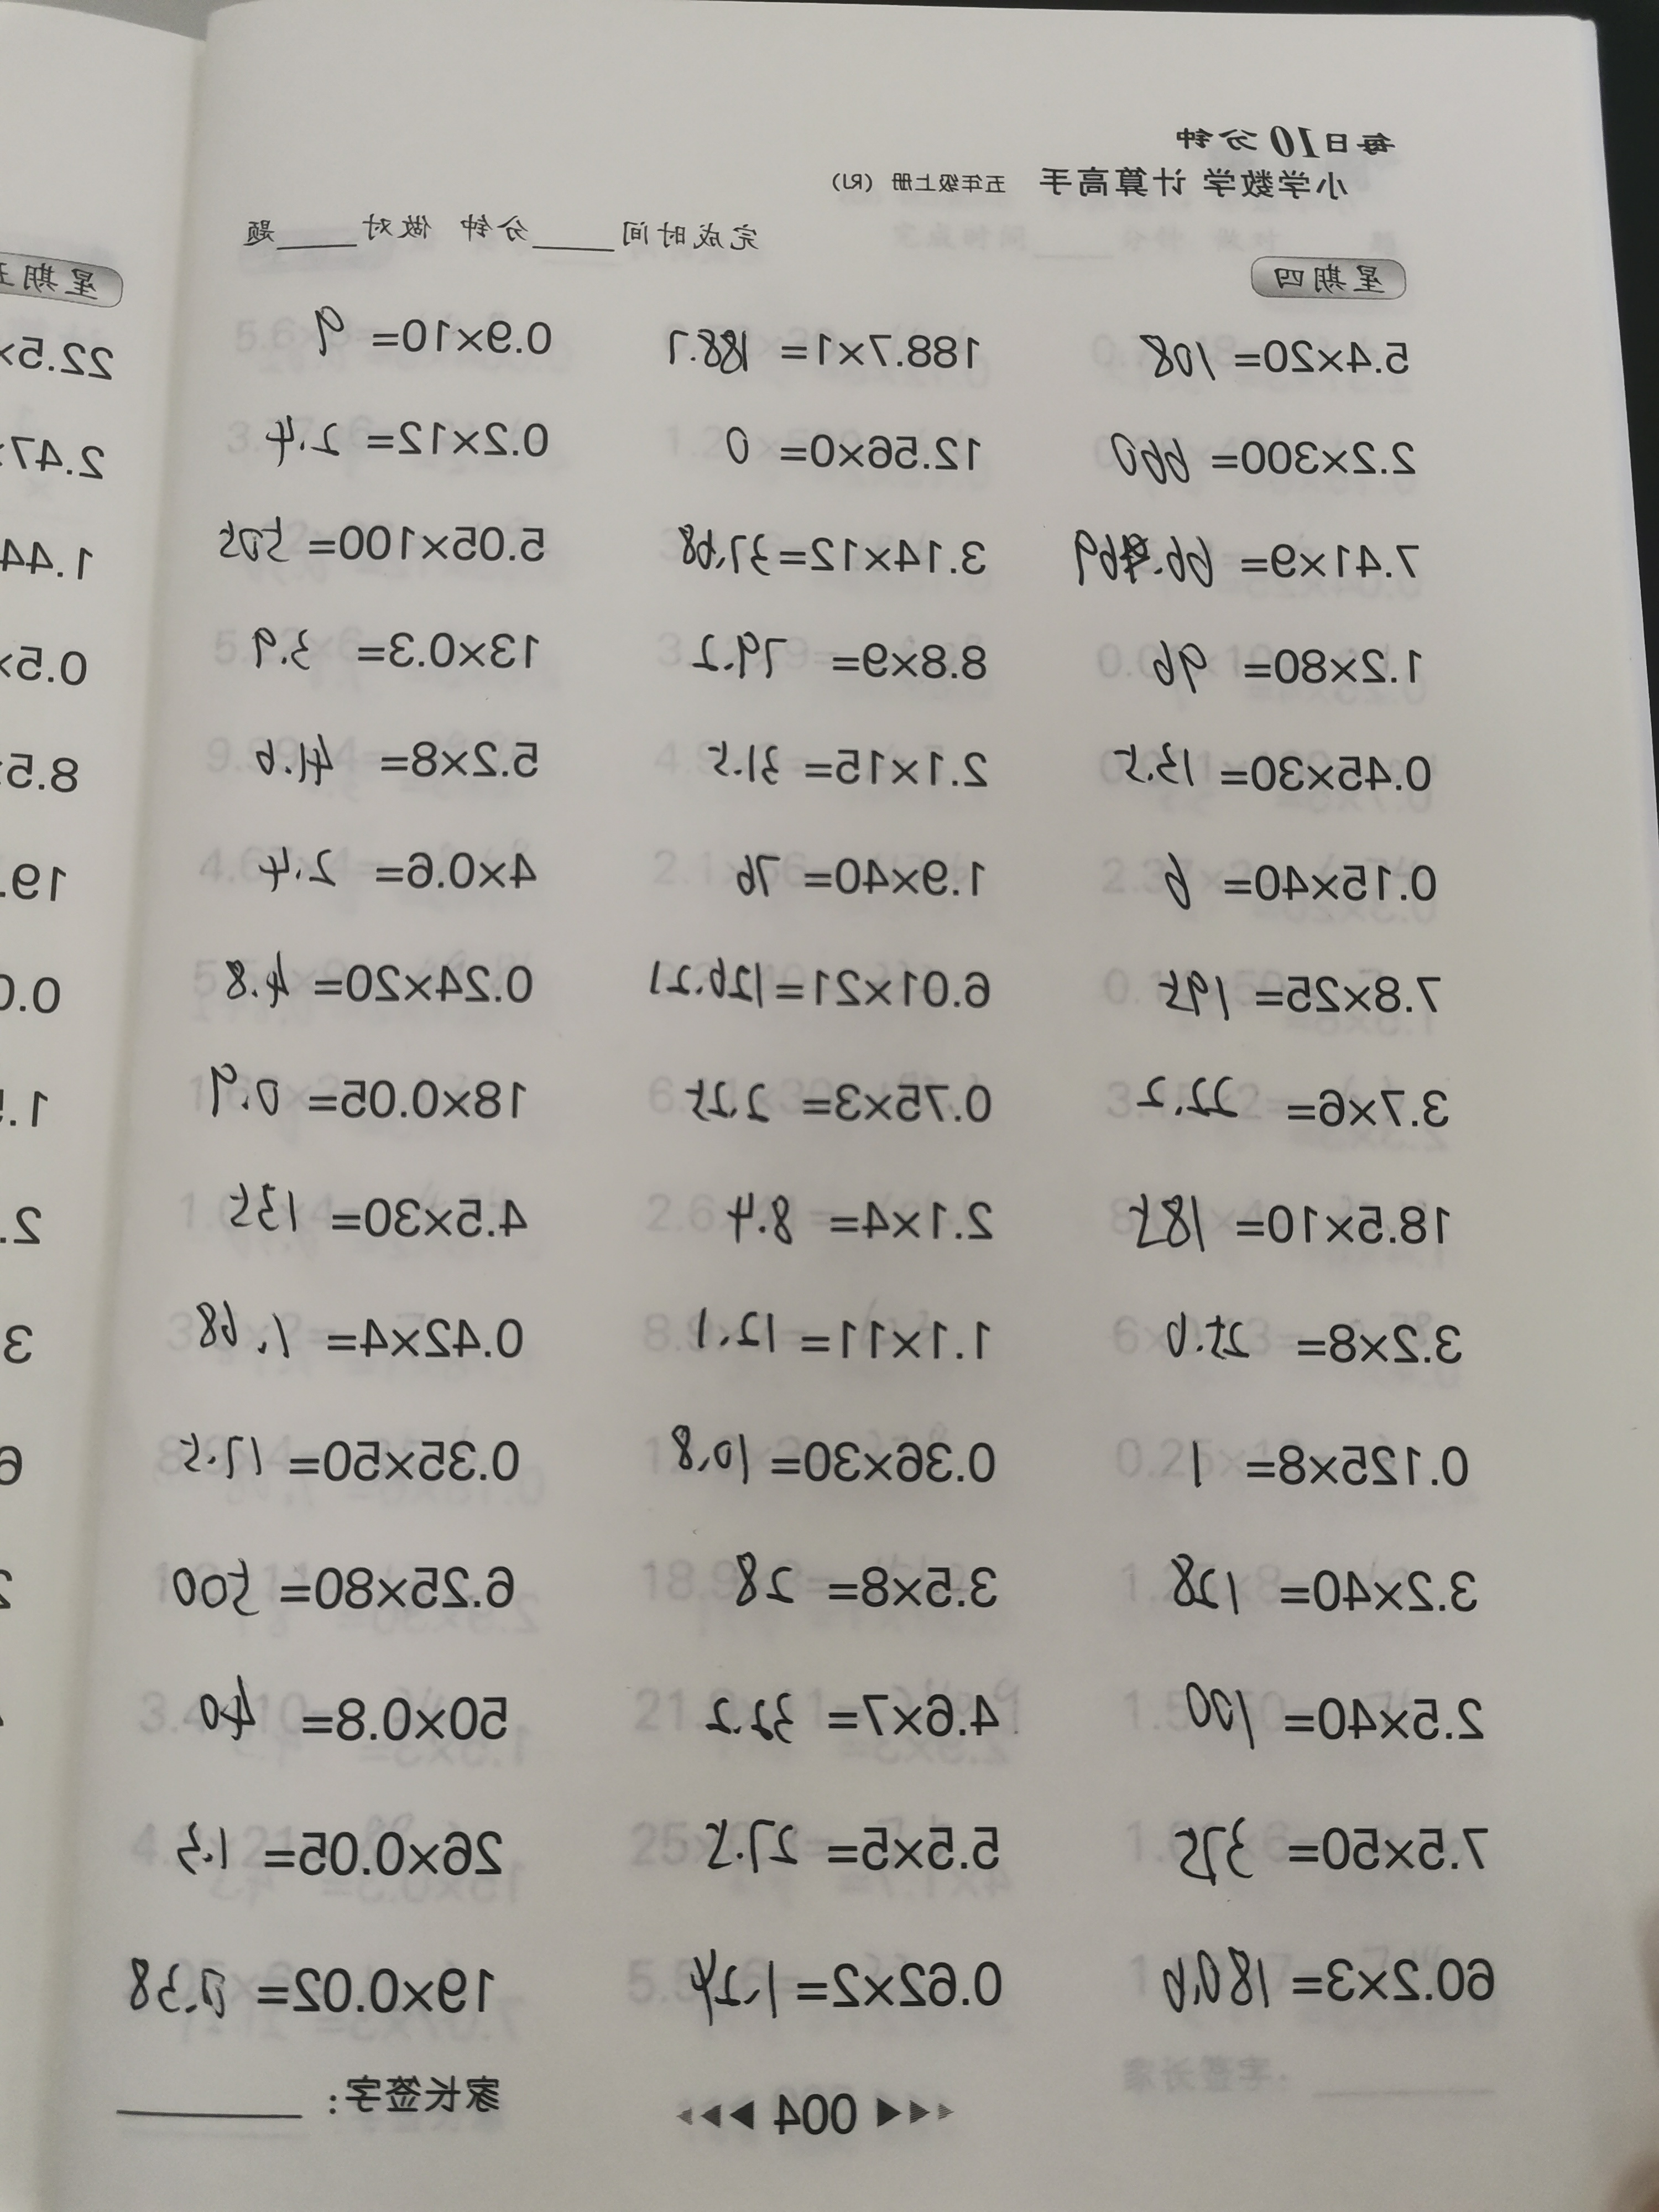 每日10分钟
小学数学 计算高手 五年级上册 (RJ)
完成时间____分钟 做对____题
星期四
5.4×20= 108 188.7×1= 188.7 0.9×10= 9
2.2×300= 660 12.56×0= 0 0.2×12= 2.4
7.41×9= 66.69 3.14×12= 37.68 5.05×100= 505
1.2×80= 96 8.8×9= 79.2 13×0.3= 3.9
0.45×30= 13.5 2.1×15= 31.5 5.2×8= 41.6
0.15×40= 6 1.9×40= 76 4×0.6= 2.4
7.8×25= 195 6.01×21= 126.21 0.24×20= 4.8
3.7×6= 22.2 0.75×3= 2.25 18×0.05= 0.9
18.5×10= 185 2.1×4= 8.4 4.5×30= 135
3.2×8= 25.6 1.1×11= 12.1 0.42×4= 1.68
0.125×8= 1 0.36×30= 10.8 0.35×50= 17.5
3.2×40= 128 3.5×8= 28 6.25×80= 500
2.5×40= 100 4.6×7= 32.2 50×0.8= 40
7.5×50= 375 5.5×5= 27.5 26×0.05= 1.3
60.2×3= 180.6 0.62×2= 1.24 19×0.02= 0.38
004
家长签字：________
星期五
22.5×
2.47×
1.44
0.5×
8.5×
19.
0.0
1.5
2.
3
6
2